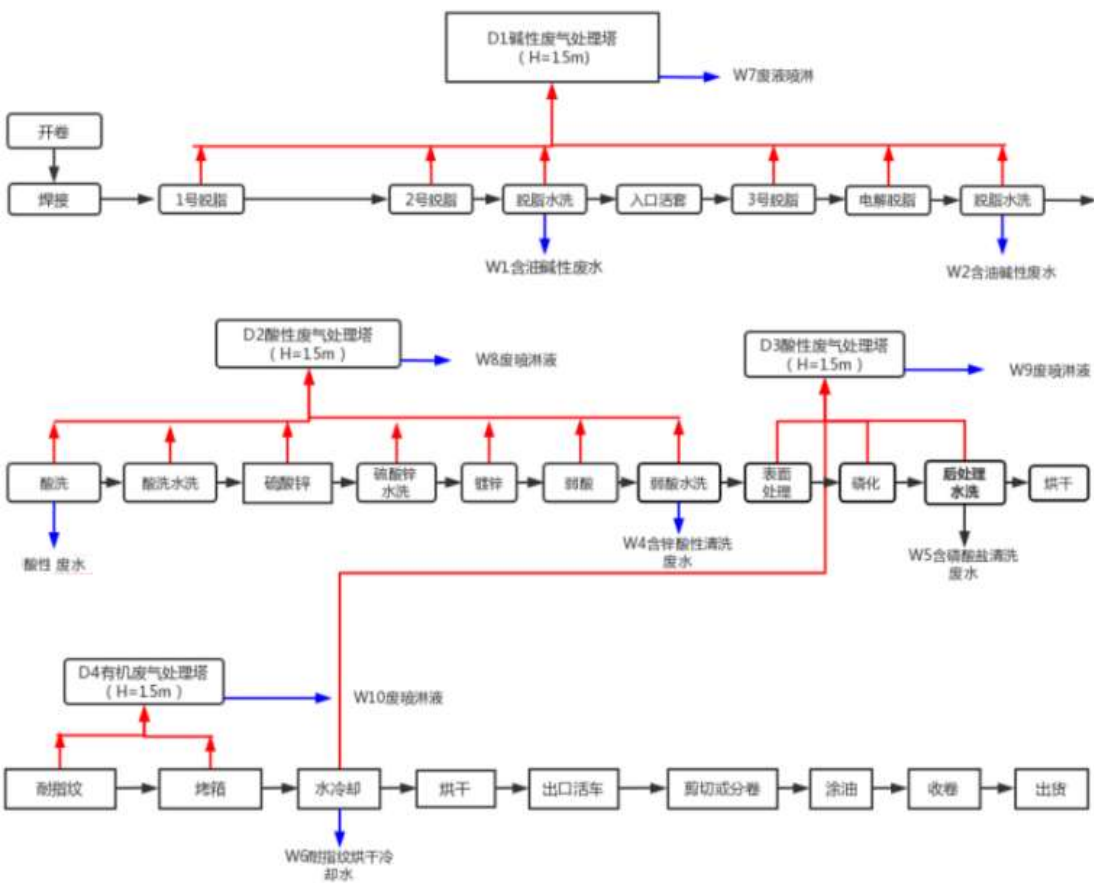 D1碱性废气处理塔
（H=15m)
W7废液喷淋
开卷
焊接
1号脱脂
2号脱脂
脱脂水洗
入口活套
3号脱脂
电解脱脂
脱脂水洗
W1含油碱性废水
W2含油碱性废水
D2酸性废气处理塔
（H=15m ）
W8废喷淋液
D3酸性废气处理塔
（H=15m ）
W9废喷淋液
酸洗
酸洗水洗
硫酸锌
硫酸锌
水洗
镀锌
弱酸
弱酸水洗
表面
处理
磷化
后处理
水洗
烘干
酸性 废水
W4含锌酸性清洗
废水
W5含磷酸盐清洗
废水
D4有机废气处理塔
（H=15m ）
W10废喷淋液
耐指纹
烤箱
水冷却
烘干
出口活车
剪切或分卷
涂油
收卷
出货
W6耐指纹烘干冷
却水